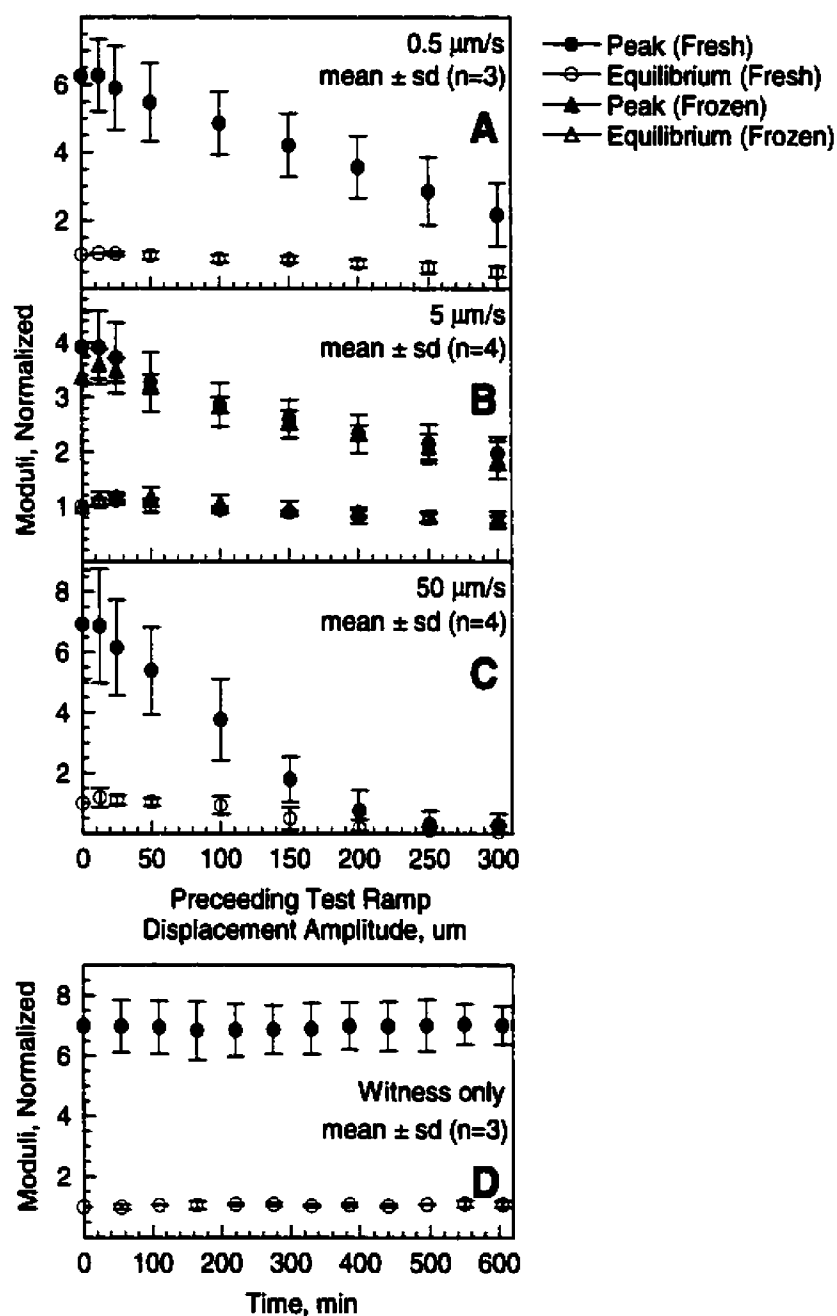 0.5 μm/s
mean ± sd (n=3)
A
6
4
2
Peak (Fresh)
Equilibrium (Fresh)
Peak (Frozen)
Equilibrium (Frozen)
5 μm/s
mean ± sd (n=4)
B
4
3
2
1
Moduli, Normalized
50 μm/s
mean ± sd (n=4)
C
8
6
4
2
0 50 100 150 200 250 300
Preceeding Test Ramp
Displacement Amplitude, um
8
6
4
2
Moduli, Normalized
Witness only
mean ± sd (n=3)
D
0 100 200 300 400 500 600
Time, min